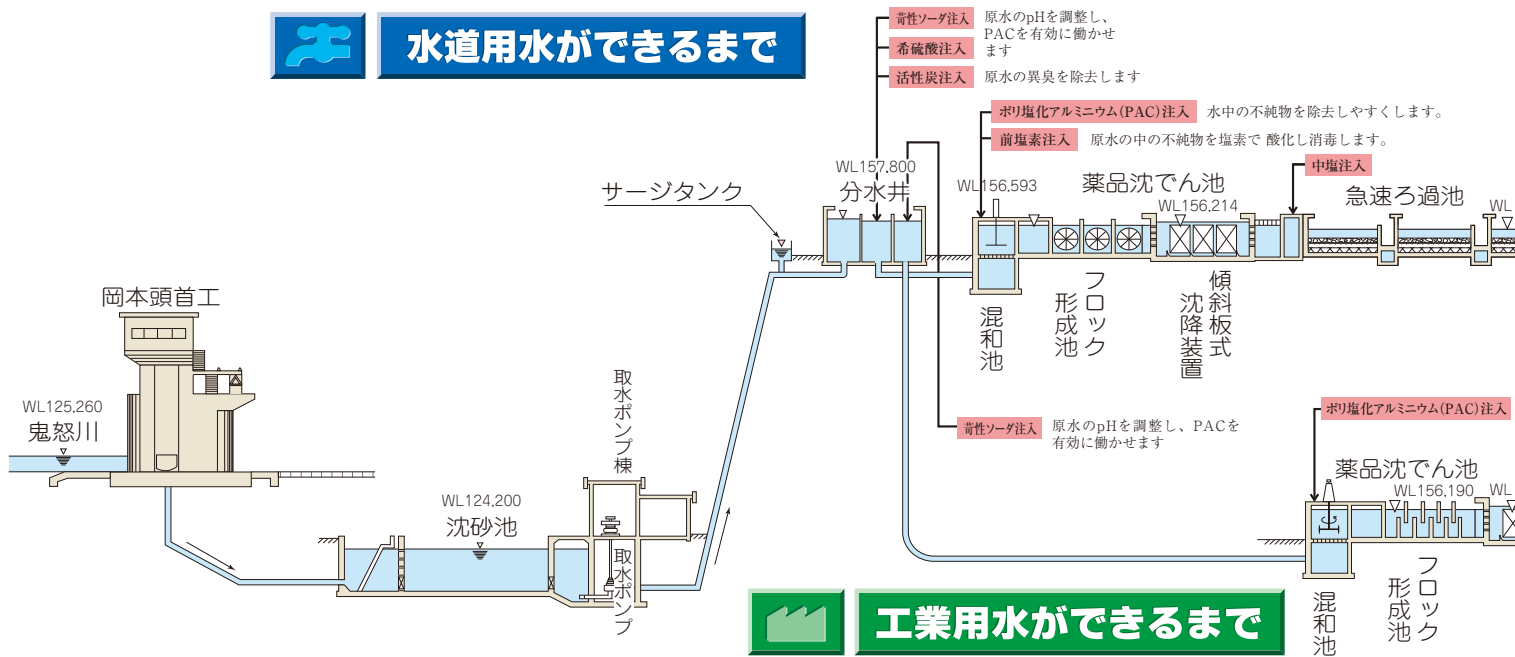 水道用水ができるまで
苛性ソーダ注入
原水のpHを調整し、
PACを有効に働かせ
ます
希硫酸注入
活性炭注入
原水の異臭を除去します
ポリ塩化アルミニウム(PAC)注入
水中の不純物を除去しやすくします。
前塩素注入
原水の中の不純物を塩素で 酸化し消毒します。
中塩注入
WL157,800
分水井
サージタンク
WL156,593
薬品沈でん池
WL156,214
急速ろ過池
WL
混和池
フロック
形成池
傾斜板式
沈降装置
岡本頭首工
WL125,260
鬼怒川
WL124,200
沈砂池
取水ポンプ棟
取水ポンプ
苛性ソーダ注入
原水のpHを調整し、PACを
有効に働かせます
ポリ塩化アルミニウム(PAC)注入
薬品沈でん池
WL156,190
WL
混和池
フロック
形成池
工業用水ができるまで